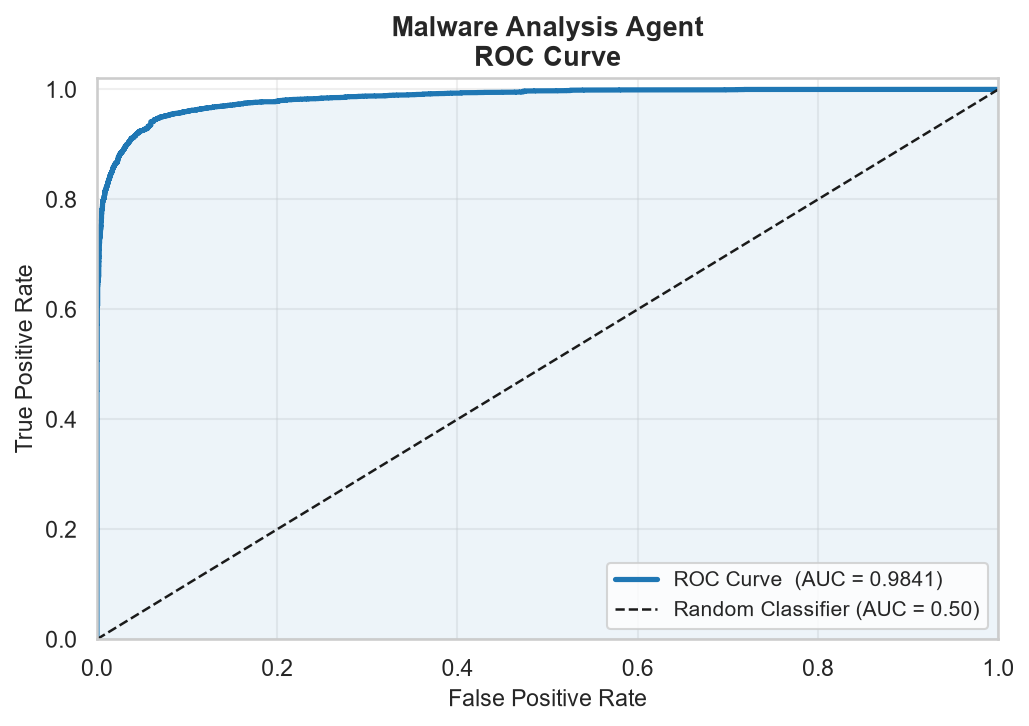 Malware Analysis Agent
ROC Curve
True Positive Rate
1.0
0.8
0.6
0.4
0.2
0.0
ROC Curve (AUC = 0.9841)
Random Classifier (AUC = 0.50)
0.0 0.2 0.4 0.6 0.8 1.0
False Positive Rate